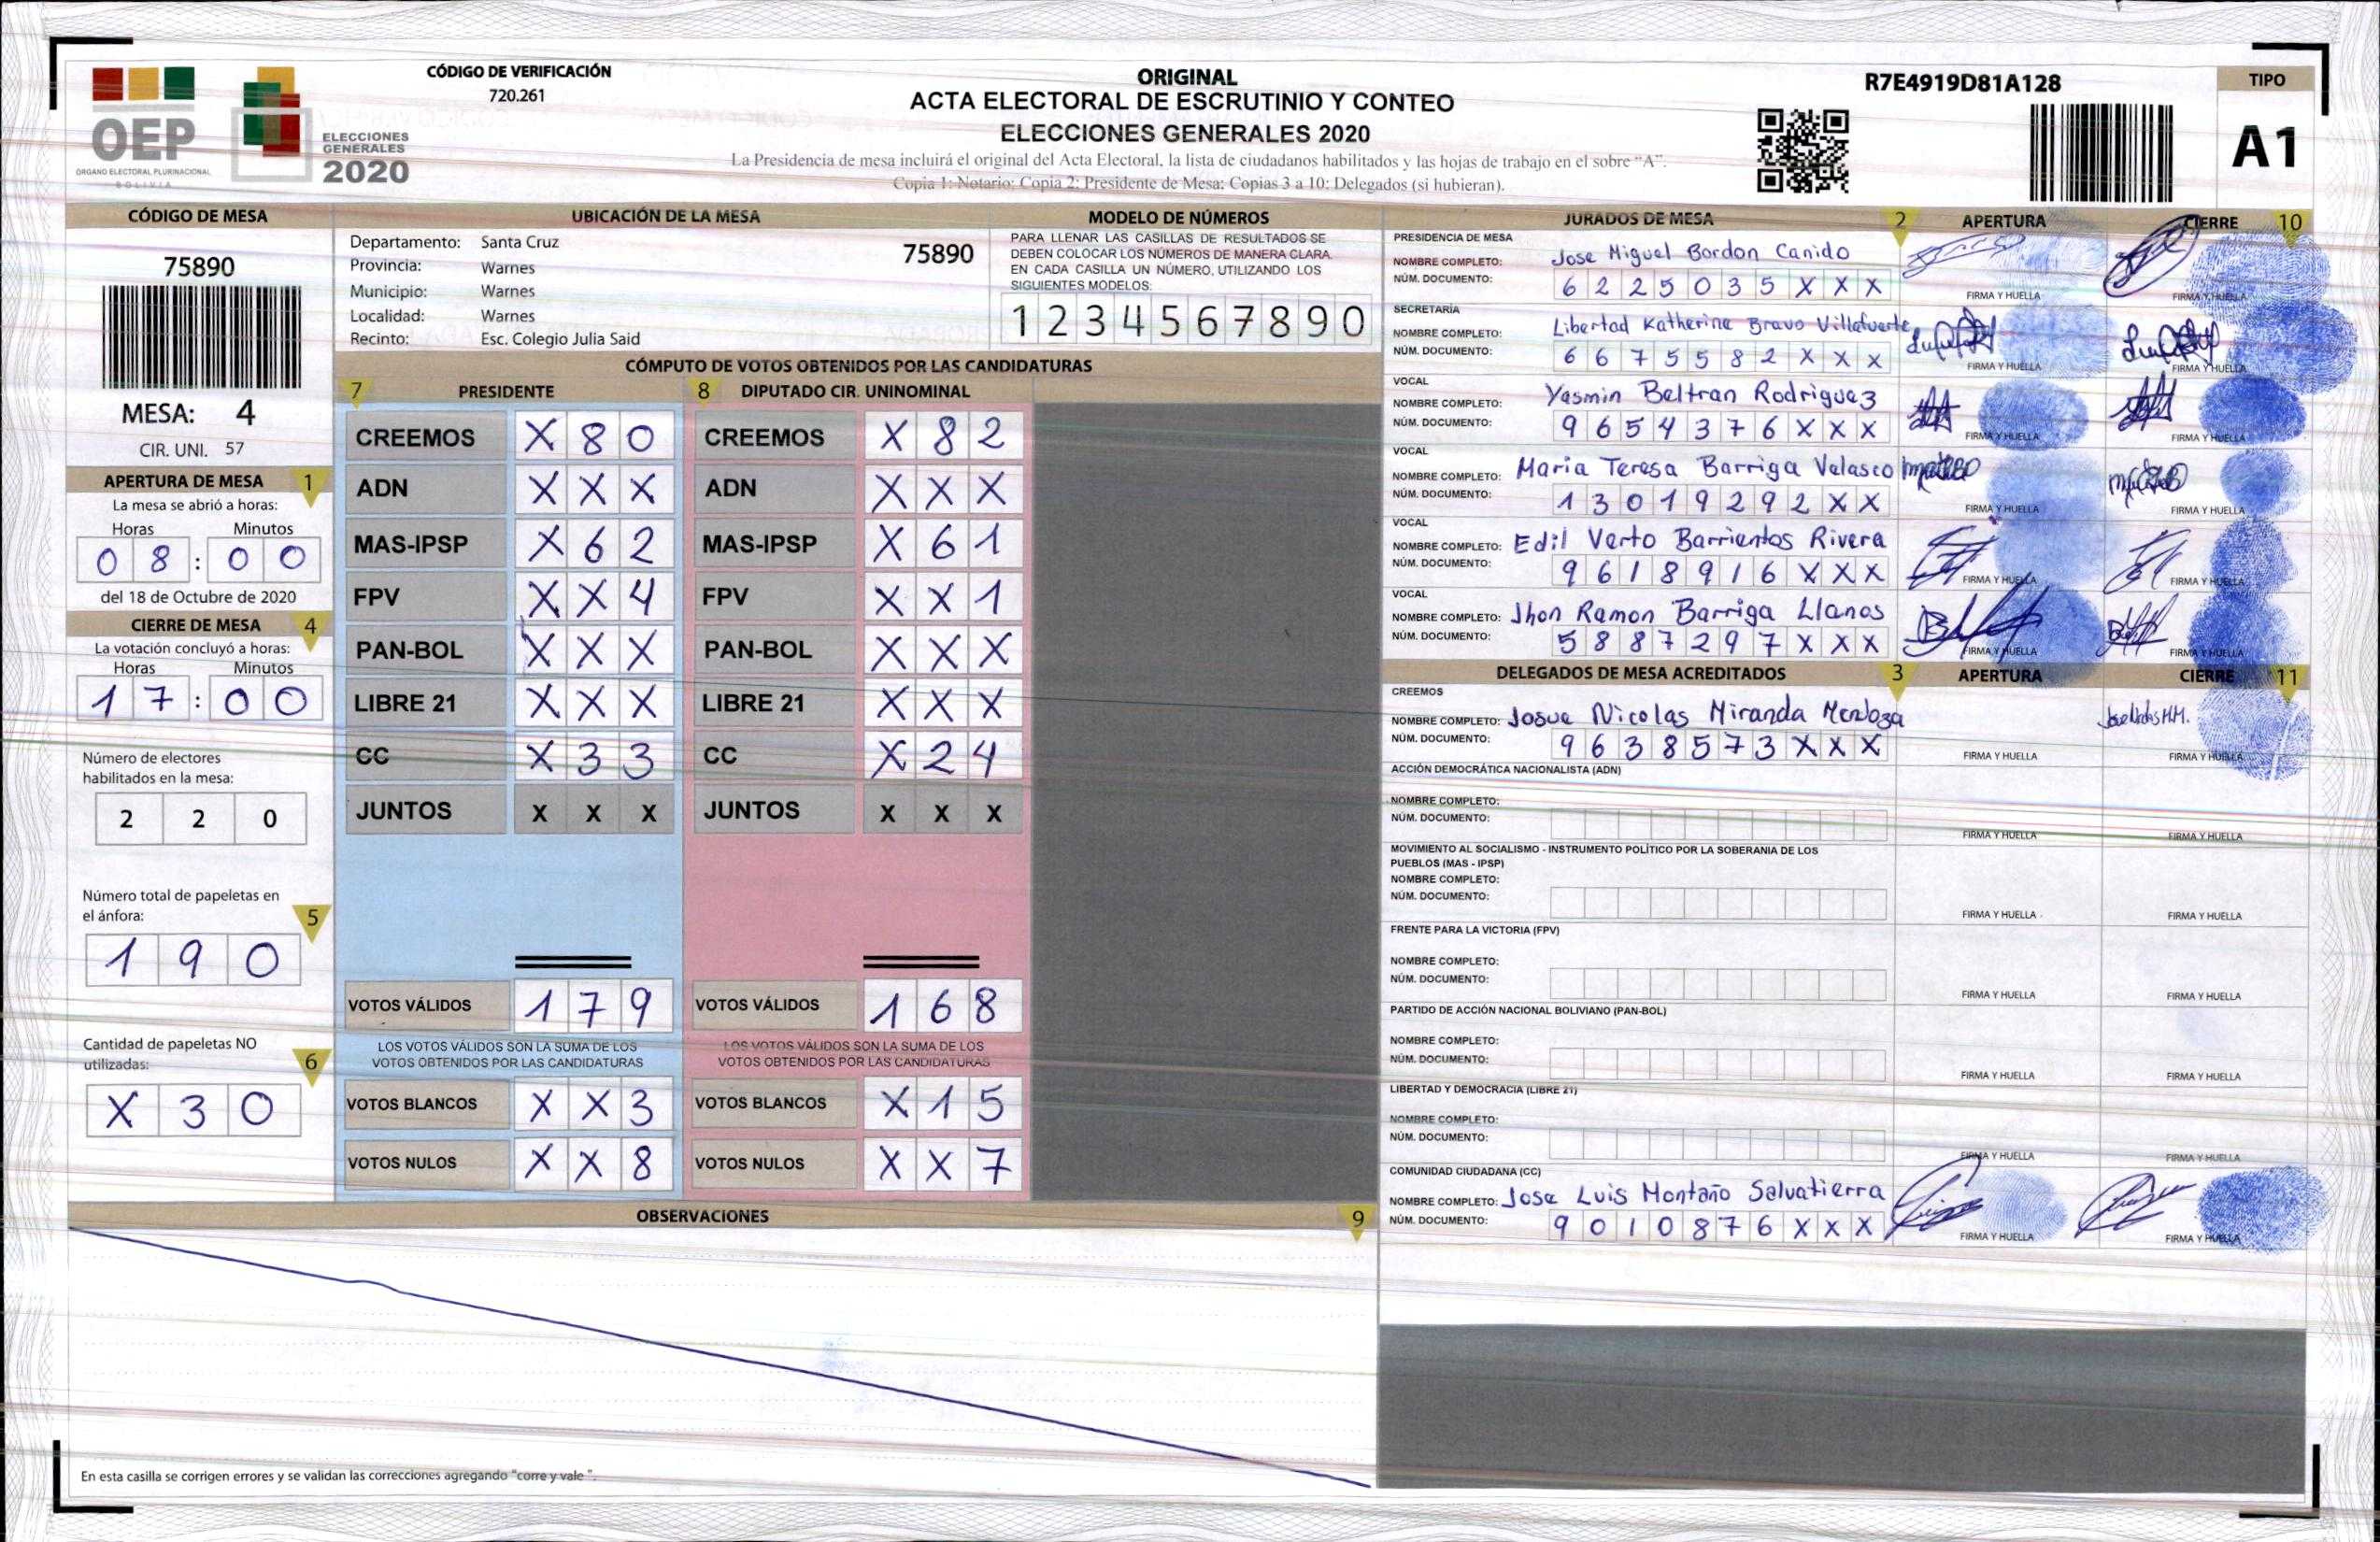 OEP
ÓRGANO ELECTORAL PLURINACIONAL
BOLIVIA
ELECCIONES
GENERALES
2020
CÓDIGO DE VERIFICACIÓN
720.261
ORIGINAL
ACTA ELECTORAL DE ESCRUTINIO Y CONTEO
ELECCIONES GENERALES 2020
La Presidencia de mesa incluirá el original del Acta Electoral, la lista de ciudadanos habilitados y las hojas de trabajo en el sobre "A".
Copia 1: Notario; Copia 2: Presidente de Mesa; Copias 3 a 10: Delegados (si hubieran).
R7E4919D81A128
TIPO
A1
CÓDIGO DE MESA
75890
MESA: 4
CIR. UNI. 57
APERTURA DE MESA 1
La mesa se abrió a horas:
Horas Minutos
0 8 : 0 0
del 18 de Octubre de 2020
CIERRE DE MESA 4
La votación concluyó a horas:
Horas Minutos
1 7 : 0 0
Número de electores
habilitados en la mesa:
2 2 0
Número total de papeletas en
el ánfora: 5
1 9 0
Cantidad de papeletas NO
utilizadas: 6
X 3 0
UBICACIÓN DE LA MESA
Departamento: Santa Cruz 75890
Provincia: Warnes
Municipio: Warnes
Localidad: Warnes
Recinto: Esc. Colegio Julia Said
MODELO DE NÚMEROS
PARA LLENAR LAS CASILLAS DE RESULTADOS SE
DEBEN COLOCAR LOS NÚMEROS DE MANERA CLARA.
EN CADA CASILLA UN NÚMERO, UTILIZANDO LOS
SIGUIENTES MODELOS:
1 2 3 4 5 6 7 8 9 0
CÓMPUTO DE VOTOS OBTENIDOS POR LAS CANDIDATURAS
7 PRESIDENTE
CREEMOS X 8 0
ADN X X X
MAS-IPSP X 6 2
FPV X X 4
PAN-BOL X X X
LIBRE 21 X X X
CC X 3 3
JUNTOS X X X
VOTOS VÁLIDOS 1 7 9
LOS VOTOS VÁLIDOS SON LA SUMA DE LOS
VOTOS OBTENIDOS POR LAS CANDIDATURAS
VOTOS BLANCOS X X 3
VOTOS NULOS X X 8
8 DIPUTADO CIR. UNINOMINAL
CREEMOS X 8 2
ADN X X X
MAS-IPSP X 6 1
FPV X X 1
PAN-BOL X X X
LIBRE 21 X X X
CC X 2 4
JUNTOS X X X
VOTOS VÁLIDOS 1 6 8
LOS VOTOS VÁLIDOS SON LA SUMA DE LOS
VOTOS OBTENIDOS POR LAS CANDIDATURAS
VOTOS BLANCOS X 1 5
VOTOS NULOS X X 7
OBSERVACIONES 9
En esta casilla se corrigen errores y se validan las correcciones agregando "corre y vale".
JURADOS DE MESA 2 APERTURA CIERRE 10
PRESIDENCIA DE MESA
NOMBRE COMPLETO: Jose Miguel Bordon Canido
NÚM. DOCUMENTO: 6 2 2 5 0 3 5 X X X
FIRMA Y HUELLA FIRMA Y HUELLA
SECRETARÍA
NOMBRE COMPLETO: Libertad Katherine Bravo Villafuerte
NÚM. DOCUMENTO: 6 6 7 5 5 8 2 X X X
FIRMA Y HUELLA FIRMA Y HUELLA
VOCAL
NOMBRE COMPLETO: Yasmin Beltran Rodriguez
NÚM. DOCUMENTO: 9 6 5 4 3 7 6 X X X
FIRMA Y HUELLA FIRMA Y HUELLA
VOCAL
NOMBRE COMPLETO: Maria Teresa Barriga Velasco
NÚM. DOCUMENTO: 1 3 0 1 9 2 9 2 X X
FIRMA Y HUELLA FIRMA Y HUELLA
VOCAL
NOMBRE COMPLETO: Edil Verto Barrientos Rivera
NÚM. DOCUMENTO: 9 6 1 8 9 1 6 X X X
FIRMA Y HUELLA FIRMA Y HUELLA
VOCAL
NOMBRE COMPLETO: Jhon Ramon Barriga Llanos
NÚM. DOCUMENTO: 5 8 8 7 2 9 7 X X X
FIRMA Y HUELLA FIRMA Y HUELLA
DELEGADOS DE MESA ACREDITADOS 3 APERTURA CIERRE 11
CREEMOS
NOMBRE COMPLETO: Josue Nicolas Miranda Mendoza
NÚM. DOCUMENTO: 9 6 3 8 5 7 3 X X X
FIRMA Y HUELLA FIRMA Y HUELLA
ACCIÓN DEMOCRÁTICA NACIONALISTA (ADN)
NOMBRE COMPLETO:
NÚM. DOCUMENTO:
FIRMA Y HUELLA FIRMA Y HUELLA
MOVIMIENTO AL SOCIALISMO - INSTRUMENTO POLÍTICO POR LA SOBERANIA DE LOS
PUEBLOS (MAS - IPSP)
NOMBRE COMPLETO:
NÚM. DOCUMENTO:
FIRMA Y HUELLA FIRMA Y HUELLA
FRENTE PARA LA VICTORIA (FPV)
NOMBRE COMPLETO:
NÚM. DOCUMENTO:
FIRMA Y HUELLA FIRMA Y HUELLA
PARTIDO DE ACCIÓN NACIONAL BOLIVIANO (PAN-BOL)
NOMBRE COMPLETO:
NÚM. DOCUMENTO:
FIRMA Y HUELLA FIRMA Y HUELLA
LIBERTAD Y DEMOCRACIA (LIBRE 21)
NOMBRE COMPLETO:
NÚM. DOCUMENTO:
FIRMA Y HUELLA FIRMA Y HUELLA
COMUNIDAD CIUDADANA (CC)
NOMBRE COMPLETO: Jose Luis Montaño Salvatierra
NÚM. DOCUMENTO: 9 0 1 0 8 7 6 X X X
FIRMA Y HUELLA FIRMA Y HUELLA